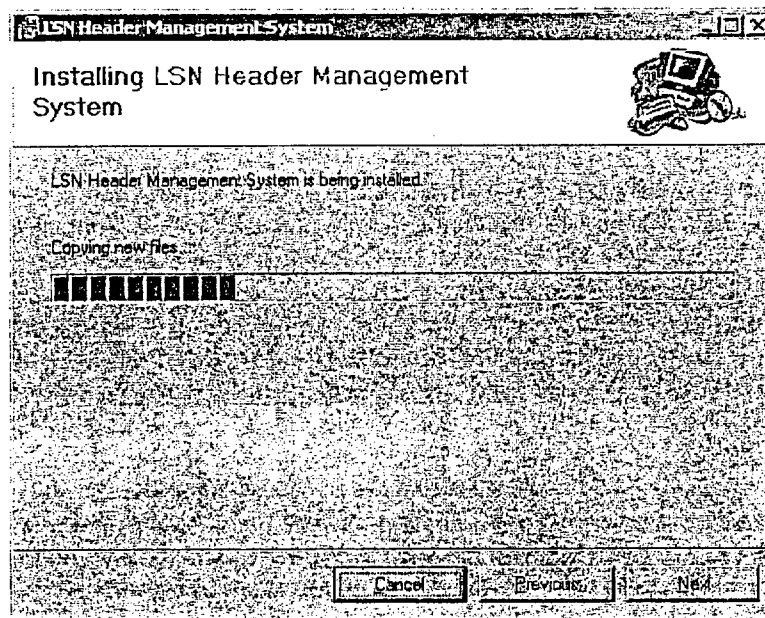 LSN Header Management System
Installing LSN Header Management
System
LSN Header Management System is being installed.
Copying new files...
Cancel
Previous
Next